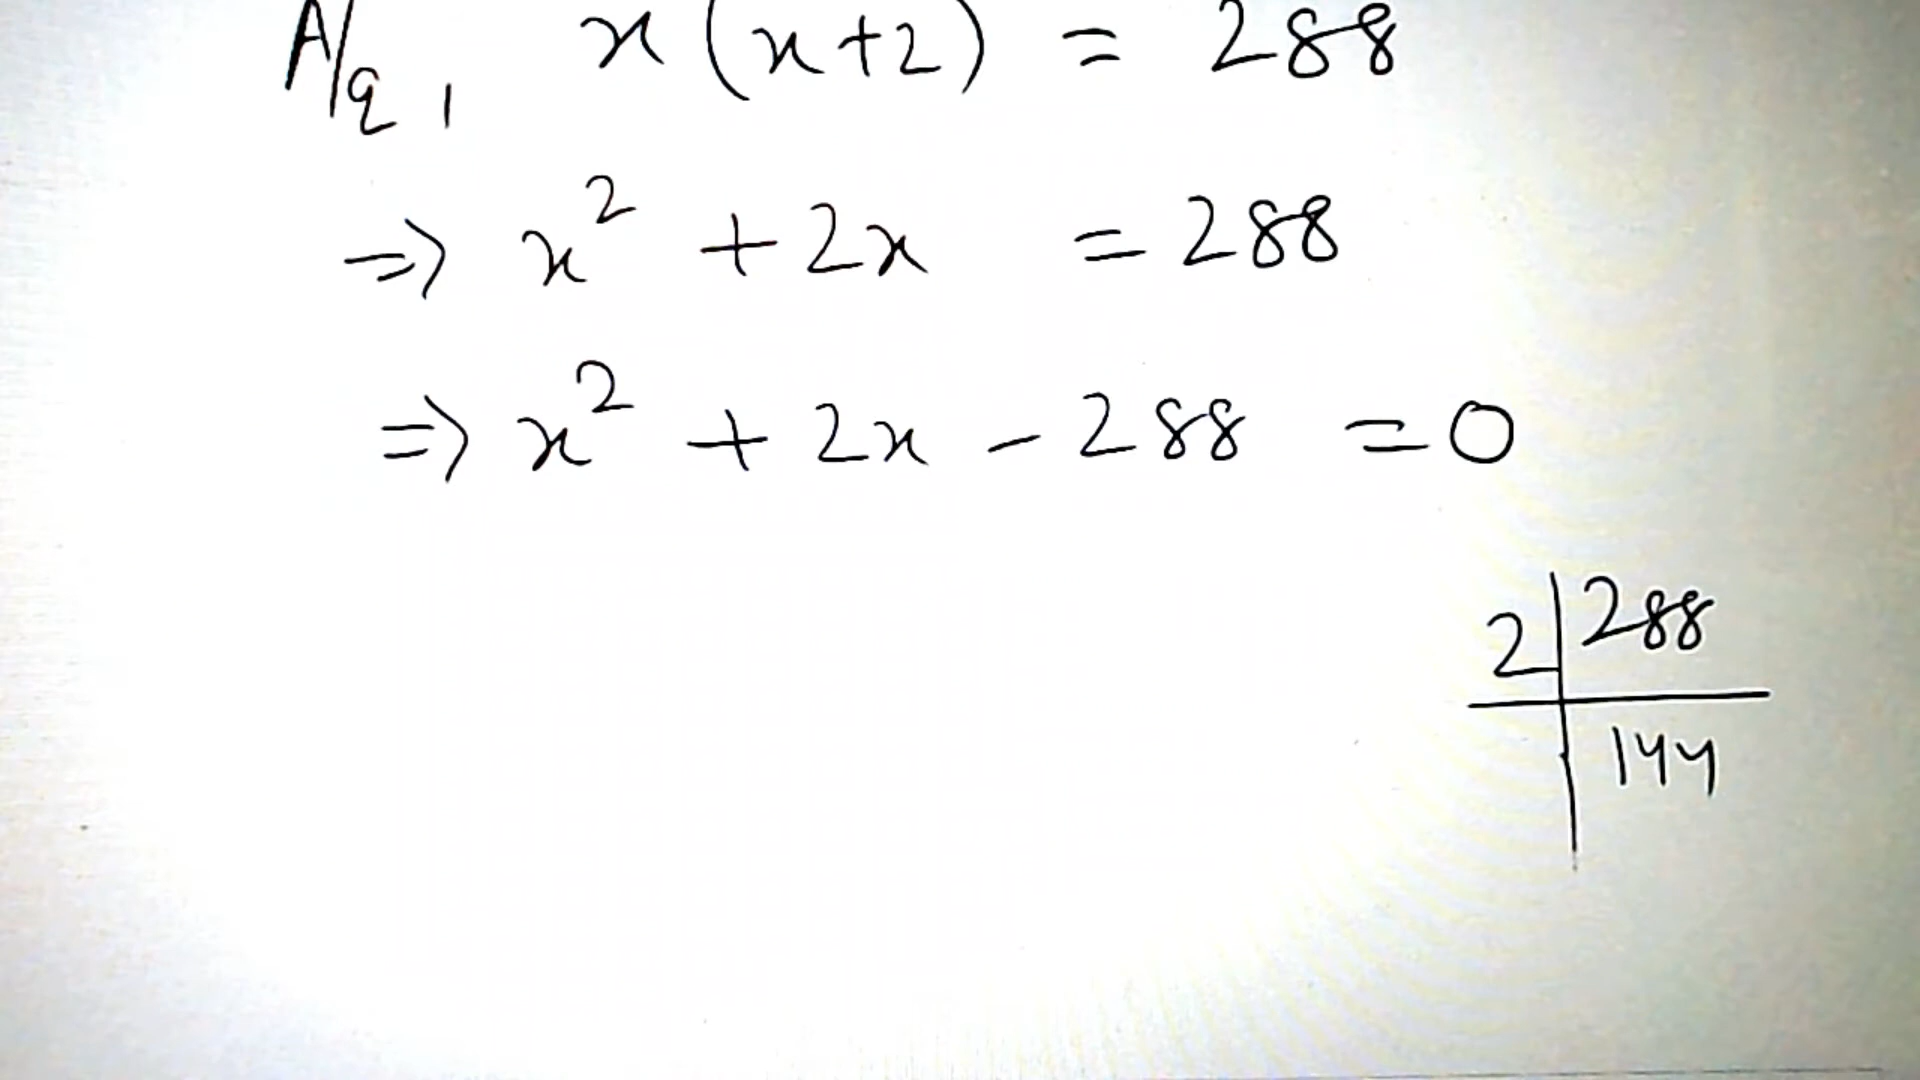 A/q, x(x+2) = 288
=> x² + 2x = 288
=> x² + 2x - 288 = 0
2 | 288
144